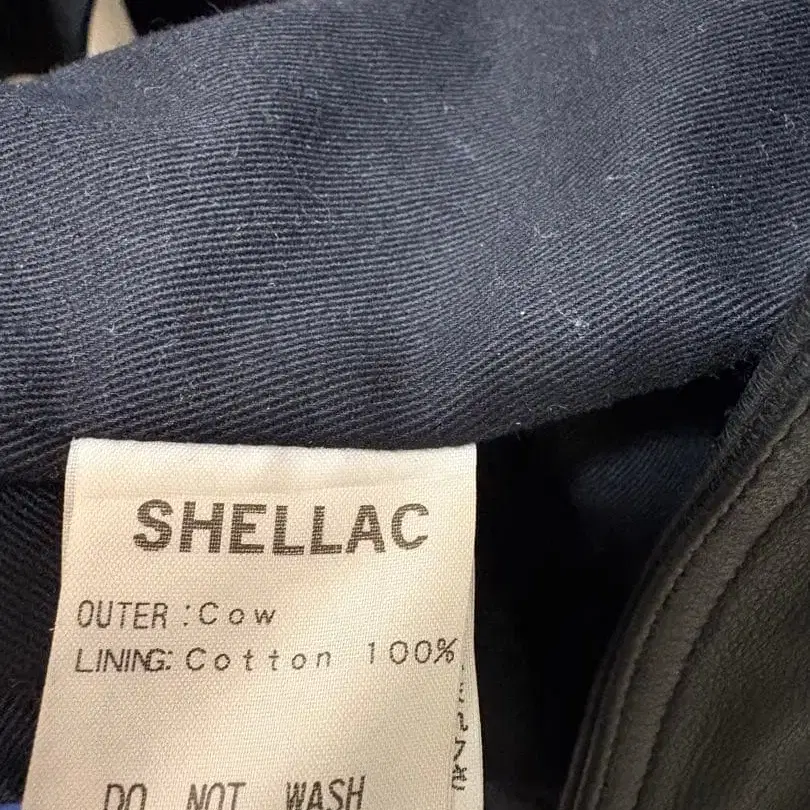 SHELLAC
OUTER:Cow
LINING:Cotton 100%
DO NOT WASH